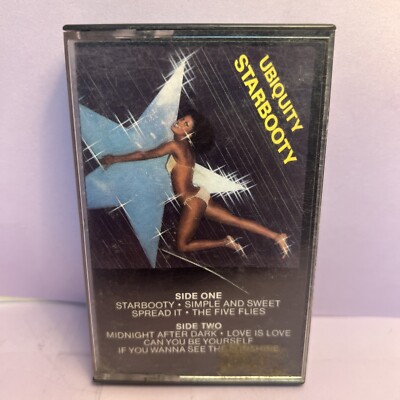 UBIQUITY
STARBOOTY
SIDE ONE
STARBOOTY • SIMPLE AND SWEET
SPREAD IT • THE FIVE FLIES
SIDE TWO
MIDNIGHT AFTER DARK • LOVE IS LOVE
CAN YOU BE YOURSELF
IF YOU WANNA SEE THE SUNSHINE